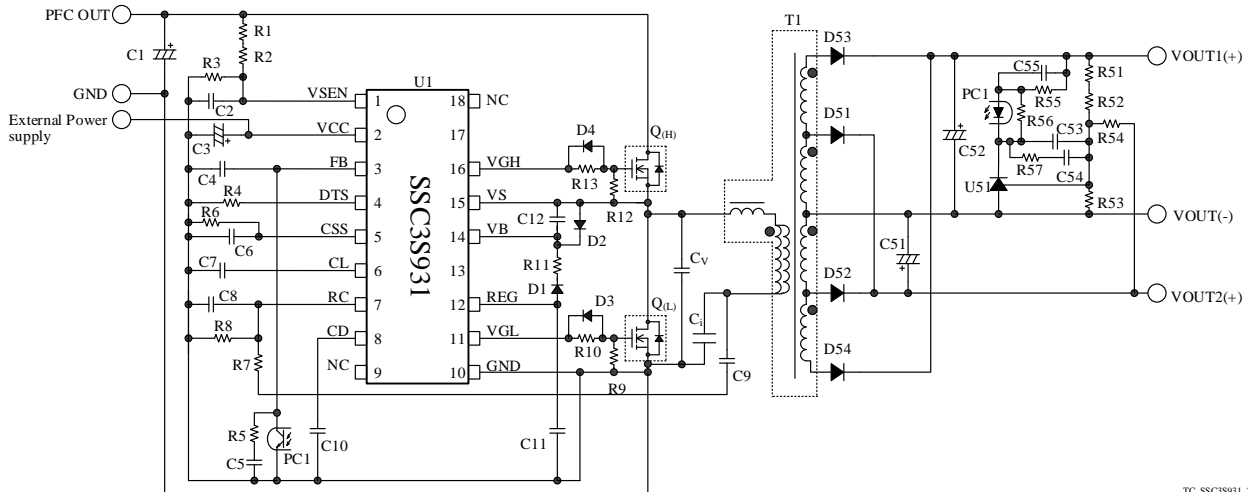 PFC OUT
C1
GND
External Power
supply
R1
R2
R3
C2
C3
C4
R4
R6
C6
C7
C8
R8
R7
R5
C5
PC1
C10
VSEN
VCC
FB
DTS
CSS
CL
RC
CD
NC
U1
SSC3S931
1
2
3
4
5
6
7
8
9
18
17
16
15
14
13
12
11
10
NC
VGH
VS
VB
REG
VGL
GND
D4
R13
Q(H)
R12
C12
D2
R11
D1
D3
R10
Q(L)
R9
C11
CV
Ci
C9
T1
D53
D51
D52
D54
C52
C51
PC1
C55
R55
R56
C53
R57
C54
U51
R51
R52
R54
R53
VOUT1(+)
VOUT(-)
VOUT2(+)